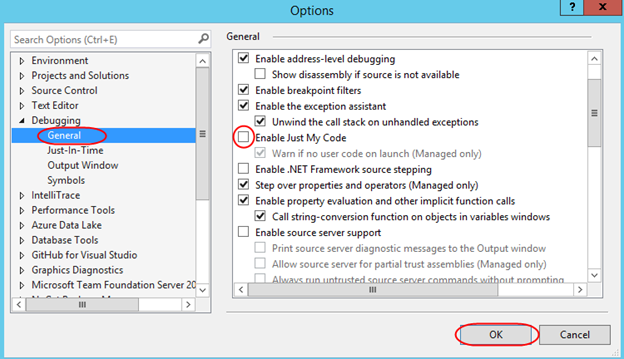 Options
? x
Search Options (Ctrl+E)
Environment
Projects and Solutions
Source Control
Text Editor
Debugging
General
Just-In-Time
Output Window
Symbols
IntelliTrace
Performance Tools
Azure Data Lake
Database Tools
GitHub for Visual Studio
Graphics Diagnostics
Microsoft Team Foundation Server 20
General
Enable address-level debugging
Show disassembly if source is not available
Enable breakpoint filters
Enable the exception assistant
Unwind the call stack on unhandled exceptions
Enable Just My Code
Warn if no user code on launch (Managed only)
Enable .NET Framework source stepping
Step over properties and operators (Managed only)
Enable property evaluation and other implicit function calls
Call string-conversion function on objects in variables windows
Enable source server support
Print source server diagnostic messages to the Output window
Allow source server for partial trust assemblies (Managed only)
Always run untrusted source server commands without prompting
OK
Cancel